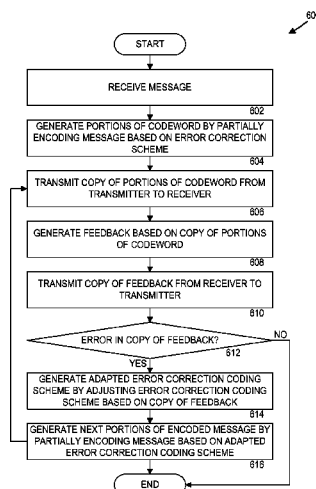 60
START
RECEIVE MESSAGE
602
GENERATE PORTIONS OF CODEWORD BY PARTIALLY
ENCODING MESSAGE BASED ON ERROR CORRECTION
SCHEME
604
TRANSMIT COPY OF PORTIONS OF CODEWORD FROM
TRANSMITTER TO RECEIVER
606
GENERATE FEEDBACK BASED ON COPY OF PORTIONS
OF CODEWORD
608
TRANSMIT COPY OF FEEDBACK FROM RECEIVER TO
TRANSMITTER
610
ERROR IN COPY OF FEEDBACK?
NO
612
YES
GENERATE ADAPTED ERROR CORRECTION CODING
SCHEME BY ADJUSTING ERROR CORRECTION CODING
SCHEME BASED ON COPY OF FEEDBACK
614
GENERATE NEXT PORTIONS OF ENCODED MESSAGE BY
PARTIALLY ENCODING MESSAGE BASED ON ADAPTED
ERROR CORRECTION CODING SCHEME
616
END